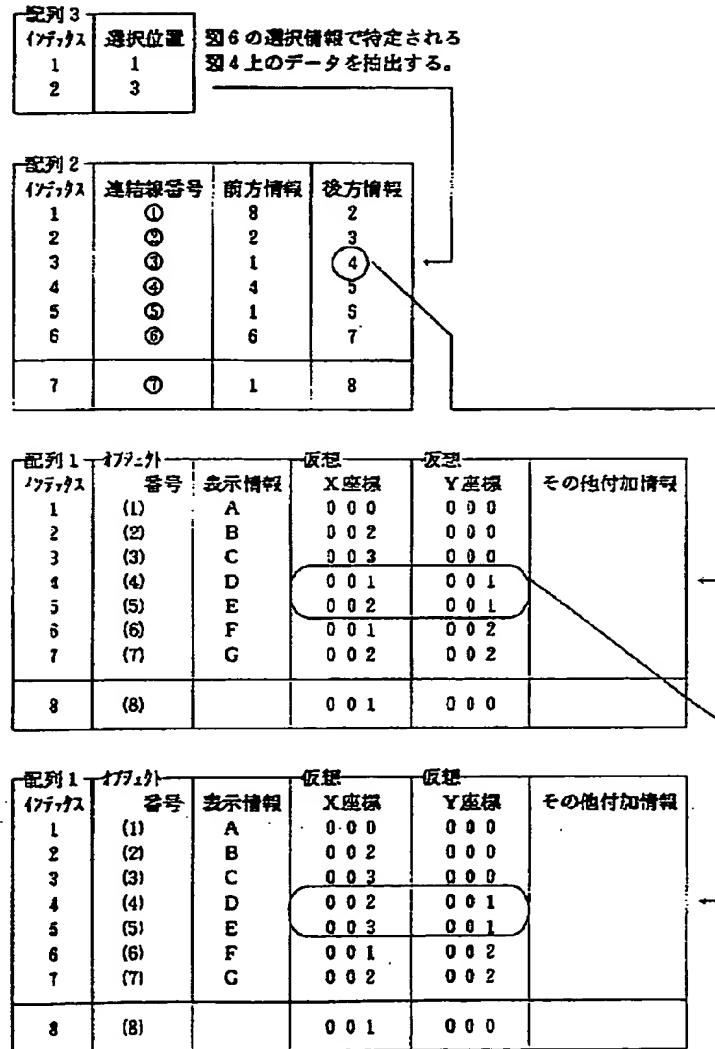 配列3
インデックス 選択位置 図6の選択情報で特定される
1 1 図4上のデータを抽出する。
2 3
配列2
インデックス 連結線番号 前方情報 後方情報
1 ① 8 2
2 ② 2 3
3 ③ 1 4
4 ④ 4 5
5 ⑤ 1 6
6 ⑥ 6 7
7 ⑦ 1 8
配列1 オブジェクト 仮想 仮想
インデックス 番号 表示情報 X座標 Y座標 その他付加情報
1 (1) A 000 000
2 (2) B 002 000
3 (3) C 003 000
4 (4) D 001 001
5 (5) E 002 001
6 (6) F 001 002
7 (7) G 002 002
8 (8) 001 000
配列1 オブジェクト 仮想 仮想
インデックス 番号 表示情報 X座標 Y座標 その他付加情報
1 (1) A 000 000
2 (2) B 002 000
3 (3) C 003 000
4 (4) D 002 001
5 (5) E 003 001
6 (6) F 001 002
7 (7) G 002 002
8 (8) 001 000